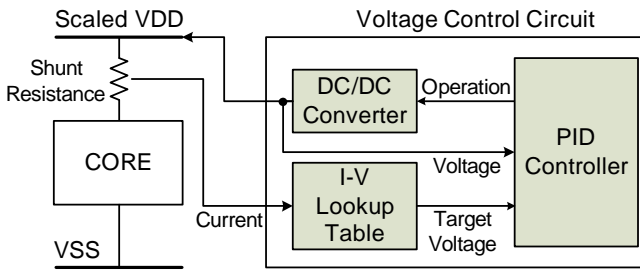 Scaled VDD
Voltage Control Circuit
Shunt
Resistance
DC/DC
Converter
Operation
PID
Controller
CORE
Voltage
I-V
Lookup
Table
Current
Target
Voltage
VSS